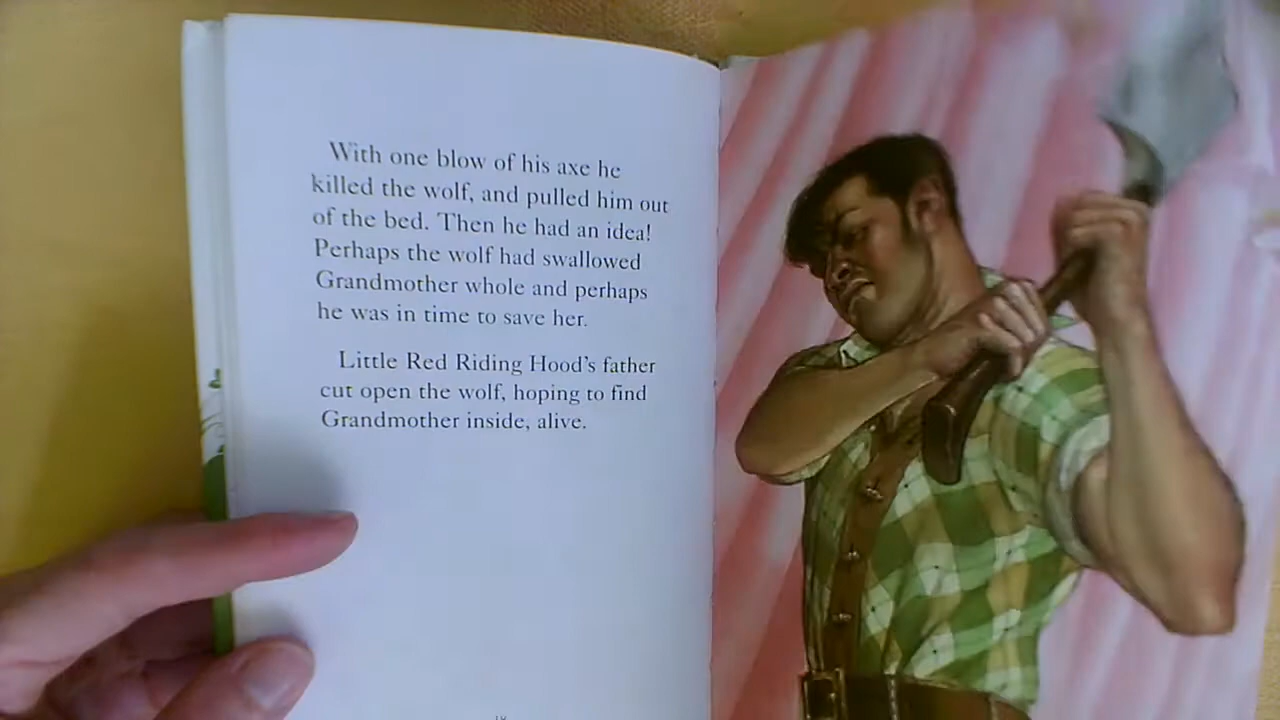 With one blow of his axe he
killed the wolf, and pulled him out
of the bed. Then he had an idea!
Perhaps the wolf had swallowed
Grandmother whole and perhaps
he was in time to save her.
Little Red Riding Hood's father
cut open the wolf, hoping to find
Grandmother inside, alive.